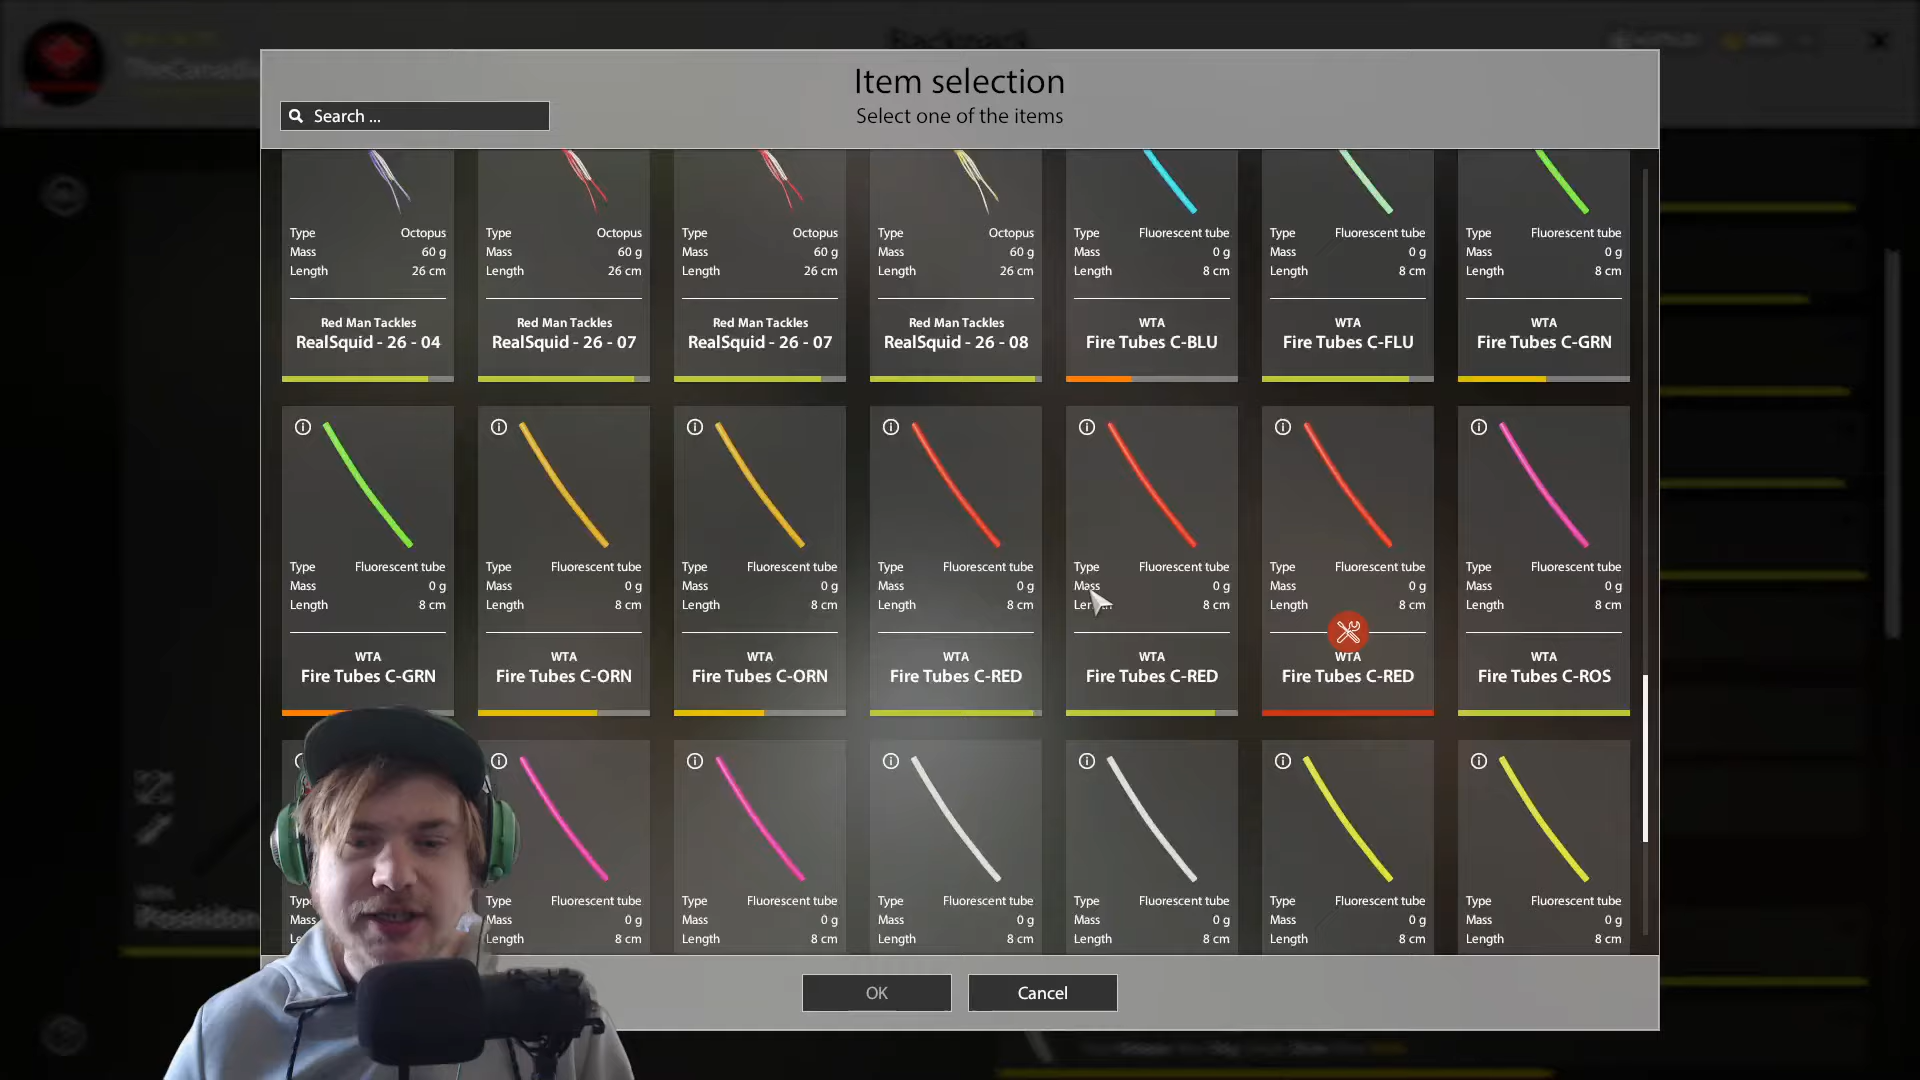 Item selection
Search ...
Select one of the items
Type Octopus
Mass 60 g
Length 26 cm
Red Man Tackles
RealSquid - 26 - 04
Type Octopus
Mass 60 g
Length 26 cm
Red Man Tackles
RealSquid - 26 - 07
Type Octopus
Mass 60 g
Length 26 cm
Red Man Tackles
RealSquid - 26 - 07
Type Octopus
Mass 60 g
Length 26 cm
Red Man Tackles
RealSquid - 26 - 08
Type Fluorescent tube
Mass 0 g
Length 8 cm
WTA
Fire Tubes C-BLU
Type Fluorescent tube
Mass 0 g
Length 8 cm
WTA
Fire Tubes C-FLU
Type Fluorescent tube
Mass 0 g
Length 8 cm
WTA
Fire Tubes C-GRN
Type Fluorescent tube
Mass 0 g
Length 8 cm
WTA
Fire Tubes C-GRN
Type Fluorescent tube
Mass 0 g
Length 8 cm
WTA
Fire Tubes C-ORN
Type Fluorescent tube
Mass 0 g
Length 8 cm
WTA
Fire Tubes C-ORN
Type Fluorescent tube
Mass 0 g
Length 8 cm
WTA
Fire Tubes C-RED
Type Fluorescent tube
Mass 0 g
Length 8 cm
WTA
Fire Tubes C-RED
Type Fluorescent tube
Mass 0 g
Length 8 cm
WTA
Fire Tubes C-RED
Type Fluorescent tube
Mass 0 g
Length 8 cm
WTA
Fire Tubes C-ROS
Type Fluorescent tube
Mass 0 g
Length 8 cm
Type Fluorescent tube
Mass 0 g
Length 8 cm
Type Fluorescent tube
Mass 0 g
Length 8 cm
Type Fluorescent tube
Mass 0 g
Length 8 cm
Type Fluorescent tube
Mass 0 g
Length 8 cm
Type Fluorescent tube
Mass 0 g
Length 8 cm
Poseidon
OK
Cancel